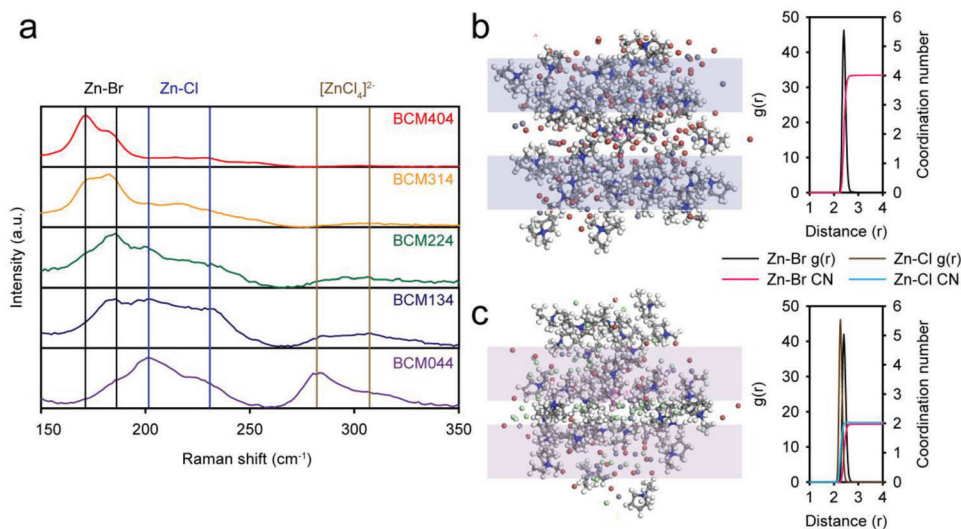 a
Zn-Br
Zn-Cl
[ZnCl4]2-
BCM404
BCM314
BCM224
BCM134
BCM044
Intensity (a.u.)
150
200
250
300
350
Raman shift (cm-1)
b
50
40
30
20
10
0
g(r)
6
5
4
3
2
1
0
Coordination number
1 2 3 4
Distance (r)
Zn-Br g(r)
Zn-Cl g(r)
Zn-Br CN
Zn-Cl CN
c
50
40
30
20
10
0
g(r)
6
5
4
3
2
1
0
Coordination number
1 2 3 4
Distance (r)